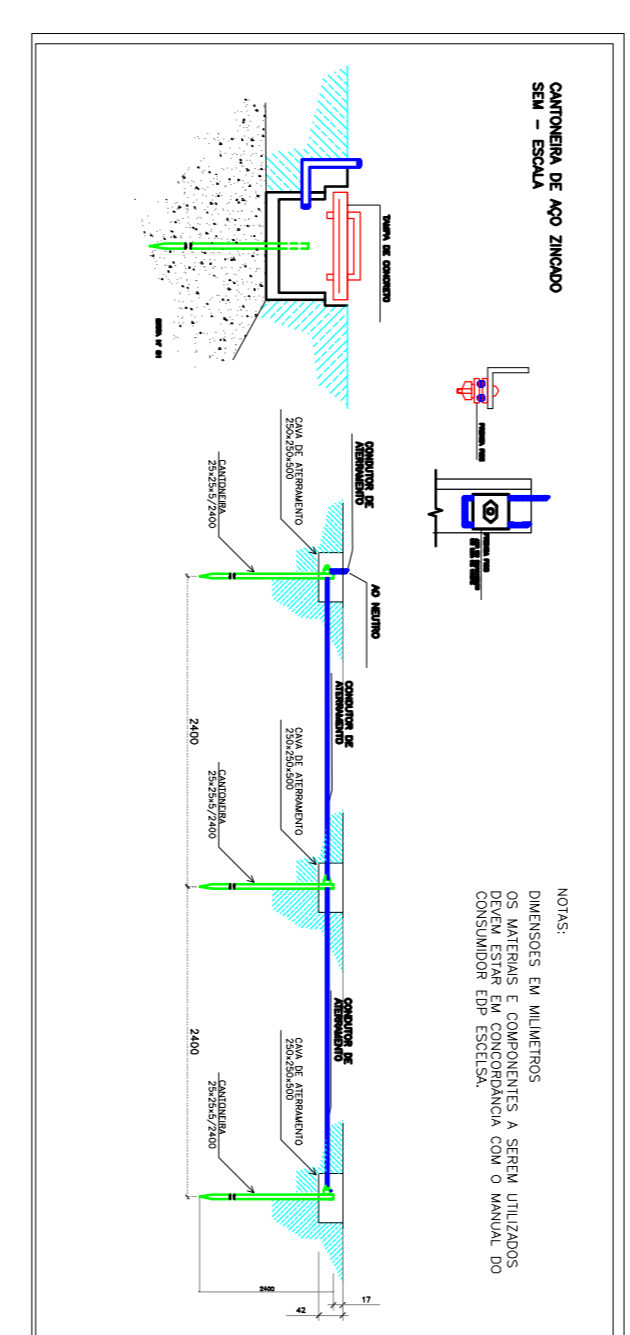 CANTONEIRA DE AÇO ZINCADO
SEM - ESCALA
TAMPA DE CONCRETO
BRITA Nº 01
CONDUTOR DE
ATERRAMENTO
AO NEUTRO
CAVA DE ATERRAMENTO
250x250x500
CANTONEIRA
25x25x5/2400
2400
CONDUTOR DE
ATERRAMENTO
CAVA DE ATERRAMENTO
250x250x500
CANTONEIRA
25x25x5/2400
2400
CONDUTOR DE
ATERRAMENTO
CAVA DE ATERRAMENTO
250x250x500
CANTONEIRA
25x25x5/2400
2400
17
42
NOTAS:
DIMENSOES EM MILIMETROS
OS MATERIAIS E COMPONENTES A SEREM UTILIZADOS
DEVEM ESTAR EM CONCORDÂNCIA COM O MANUAL DO
CONSUMIDOR EDP ESCELSA.